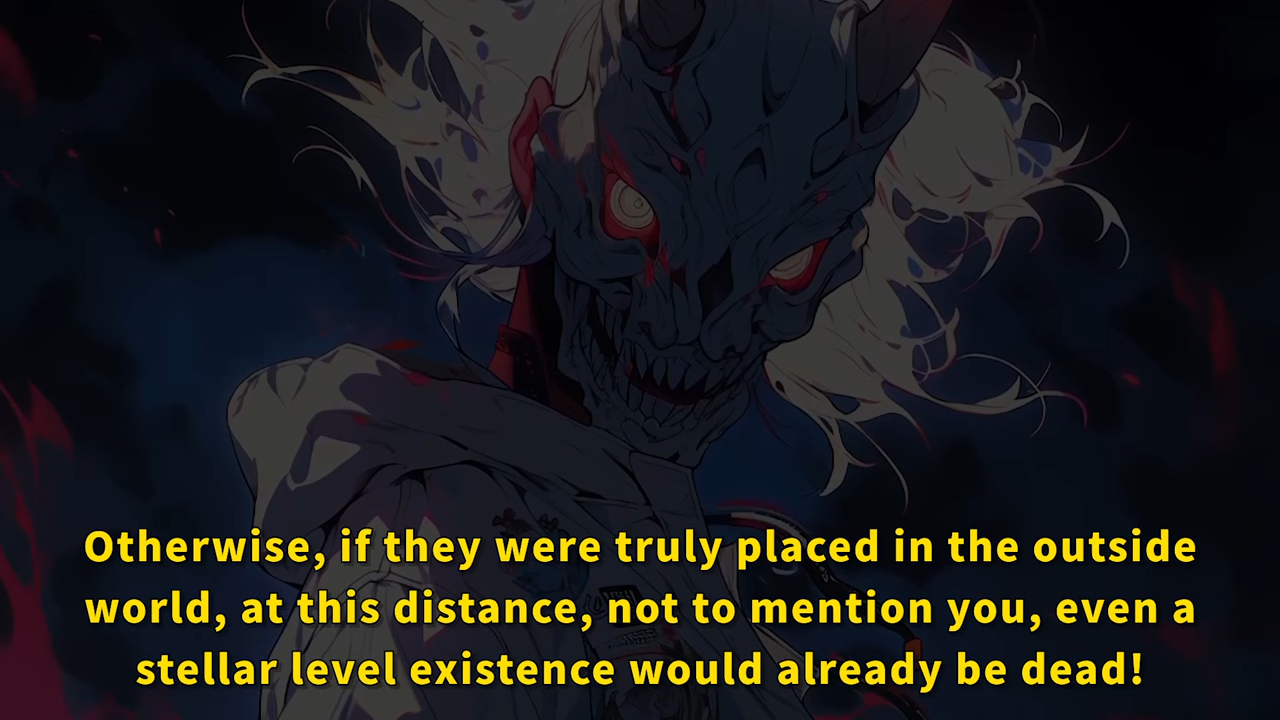 Otherwise, if they were truly placed in the outside
world, at this distance, not to mention you, even a
stellar level existence would already be dead!